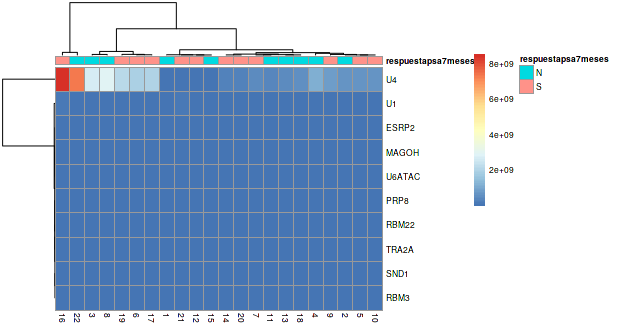 respuestapsa7meses
U4
U1
ESRP2
MAGOH
U6ATAC
PRP8
RBM22
TRA2A
SND1
RBM3
16 22 3 8 19 6 17 1 21 12 15 14 20 7 11 13 18 4 9 2 5 10
8e+09
6e+09
4e+09
2e+09
respuestapsa7meses
N
S